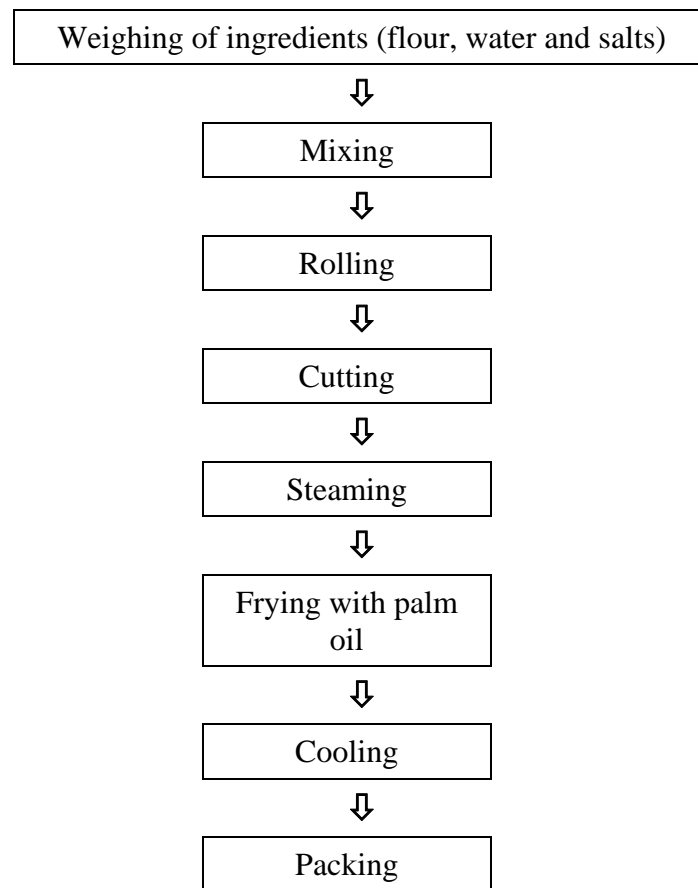 Weighing of ingredients (flour, water and salts)
Mixing
Rolling
Cutting
Steaming
Frying with palm
oil
Cooling
Packing